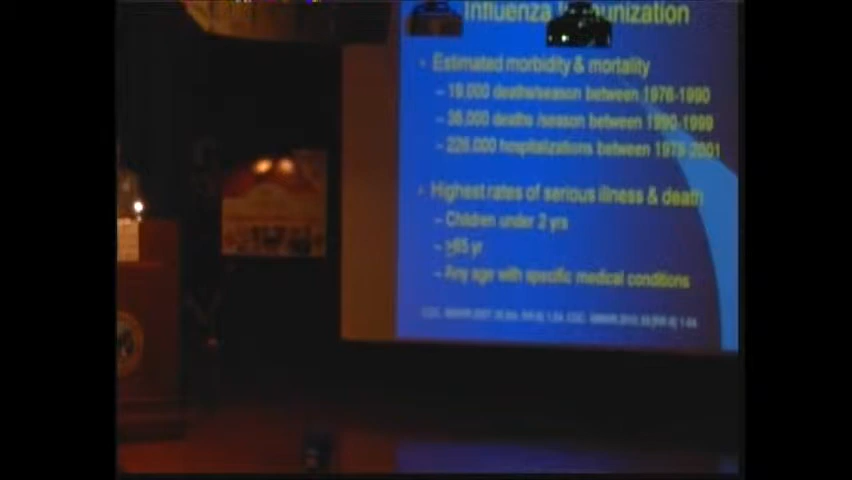 Influenza Immunization
Estimated morbidity & mortality
– 19,000 deaths/season between 1976-1990
– 36,000 deaths /season between 1990-1999
– 226,000 hospitalizations between 1979-2001
Highest rates of serious illness & death
– Children under 2 yrs
– >65 yr
– Any age with specific medical conditions